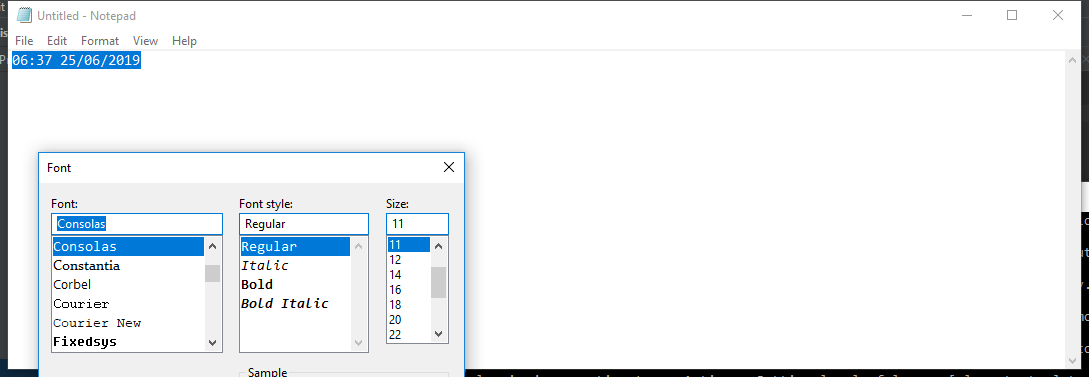 Untitled - Notepad
File Edit Format View Help
06:37 25/06/2019
Font
Font: Font style: Size:
Consolas Regular 11
Consolas Regular 11
Constantia Italic 12
Corbel Bold 14
Courier Bold Italic 16
Courier New 18
Fixedsys 20
22
Sample